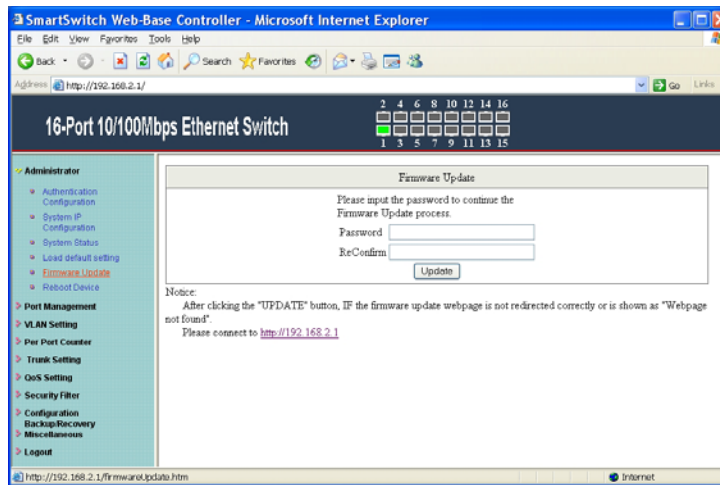 SmartSwitch Web-Base Controller - Microsoft Internet Explorer
File Edit View Favorites Tools Help
Back Search Favorites
Address http://192.168.2.1/ Go Links
16-Port 10/100Mbps Ethernet Switch
2 4 6 8 10 12 14 16
1 3 5 7 9 11 13 15
Administrator
Authentication
Configuration
System IP
Configuration
System Status
Load default setting
Firmware Update
Reboot Device
Port Management
VLAN Setting
Per Port Counter
Trunk Setting
QoS Setting
Security Filter
Configuration
Backup/Recovery
Miscellaneous
Logout
Firmware Update
Please input the password to continue the
Firmware Update process.
Password
ReConfirm
Update
Notice:
After clicking the "UPDATE" button, IF the firmware update webpage is not redirected correctly or is shown as "Webpage
not found".
Please connect to http://192.168.2.1
http://192.168.2.1/firmwareUpdate.htm Internet